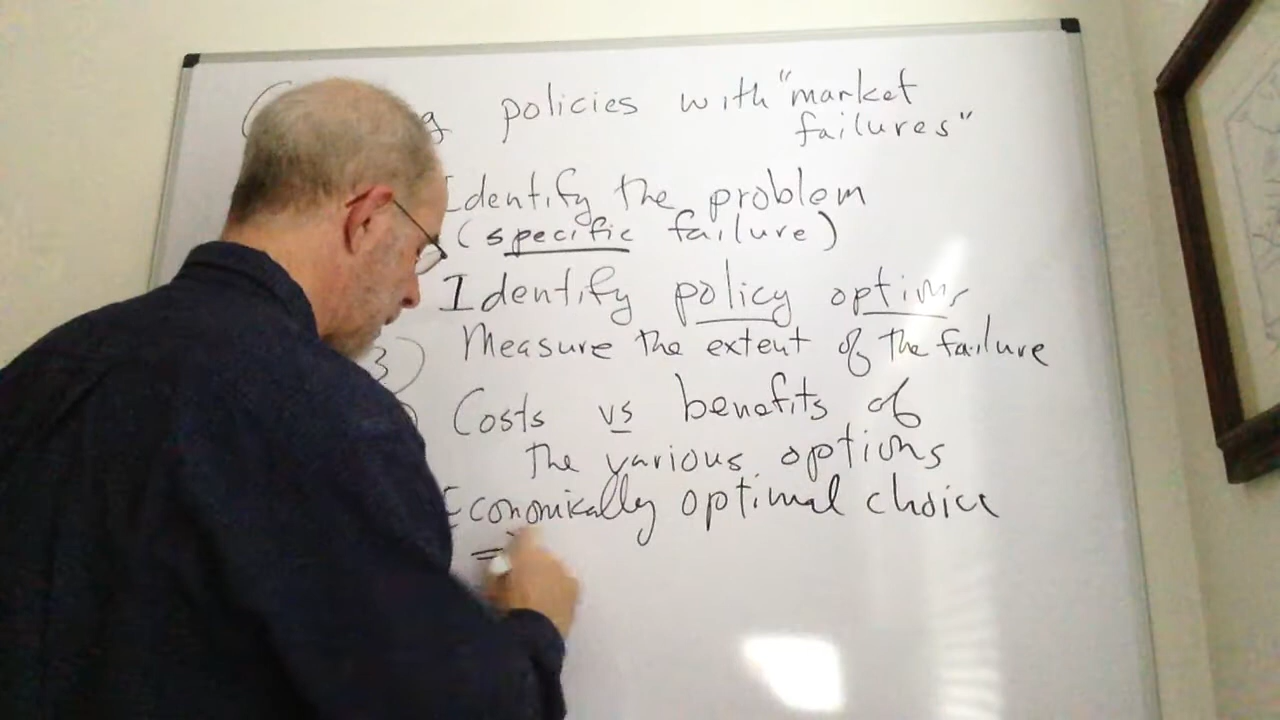 policies with "market
failures"
Identify the problem
(specific failure)
Identify policy options
3) Measure the extent of the failure
Costs vs benefits of
the various options
Economically optimal choice
=